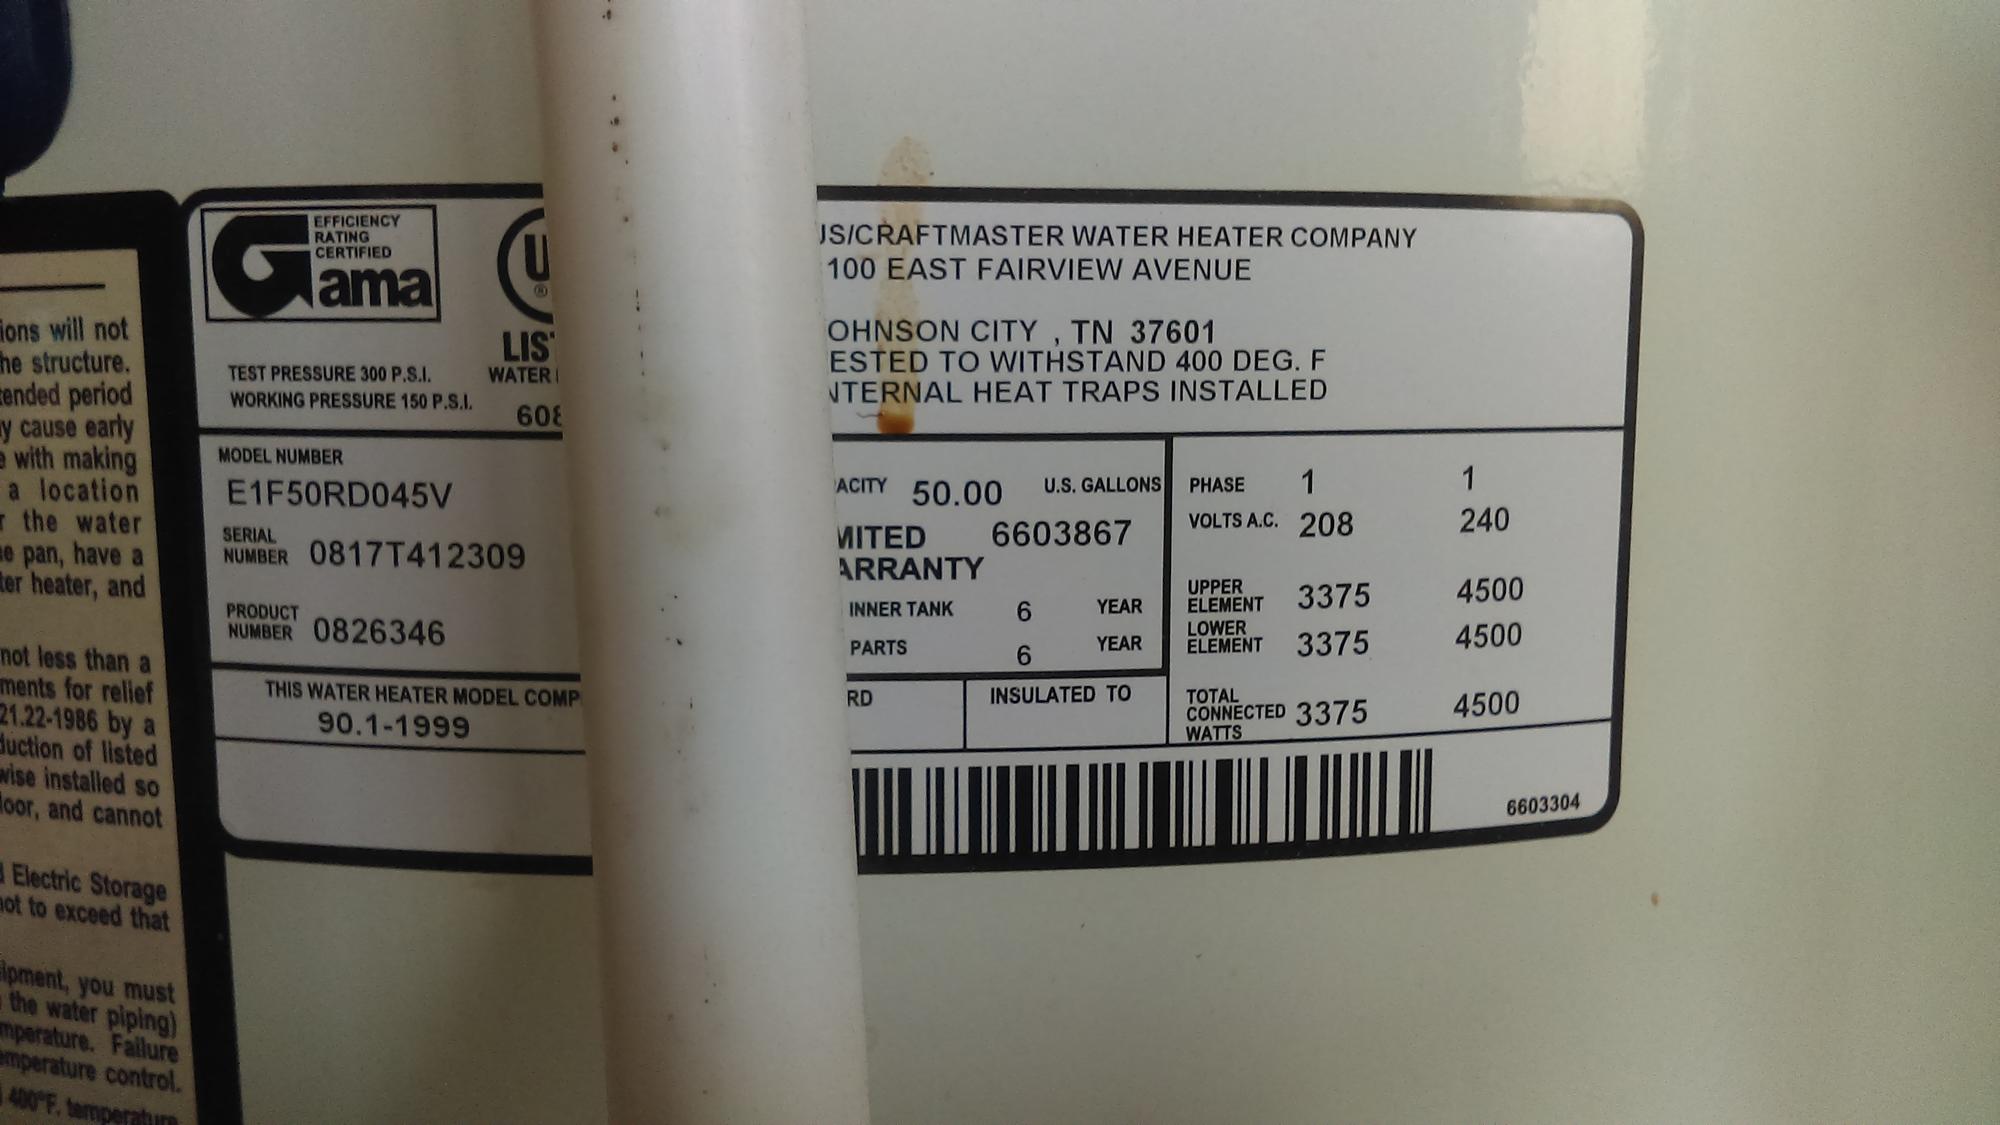 EFFICIENCY
RATING
CERTIFIED
Gama
U
®
LIS
WATER
608
TEST PRESSURE 300 P.S.I.
WORKING PRESSURE 150 P.S.I.
US/CRAFTMASTER WATER HEATER COMPANY
100 EAST FAIRVIEW AVENUE
OHNSON CITY , TN 37601
ESTED TO WITHSTAND 400 DEG. F
NTERNAL HEAT TRAPS INSTALLED
MODEL NUMBER
E1F50RD045V
SERIAL
NUMBER 0817T412309
PRODUCT
NUMBER 0826346
ACITY 50.00 U.S. GALLONS
MITED 6603867
ARRANTY
INNER TANK 6 YEAR
PARTS 6 YEAR
PHASE 1 1
VOLTS A.C. 208 240
UPPER
ELEMENT 3375 4500
LOWER
ELEMENT 3375 4500
TOTAL
CONNECTED 3375 4500
WATTS
THIS WATER HEATER MODEL COMP
90.1-1999
RD
INSULATED TO
6603304
ions will not
he structure.
tended period
y cause early
e with making
a location
r the water
e pan, have a
ter heater, and
not less than a
ments for relief
21.22-1986 by a
duction of listed
wise installed so
loor, and cannot
Electric Storage
not to exceed that
ipment, you must
the water piping)
mperature. Failure
emperature control.
400°F. temperature